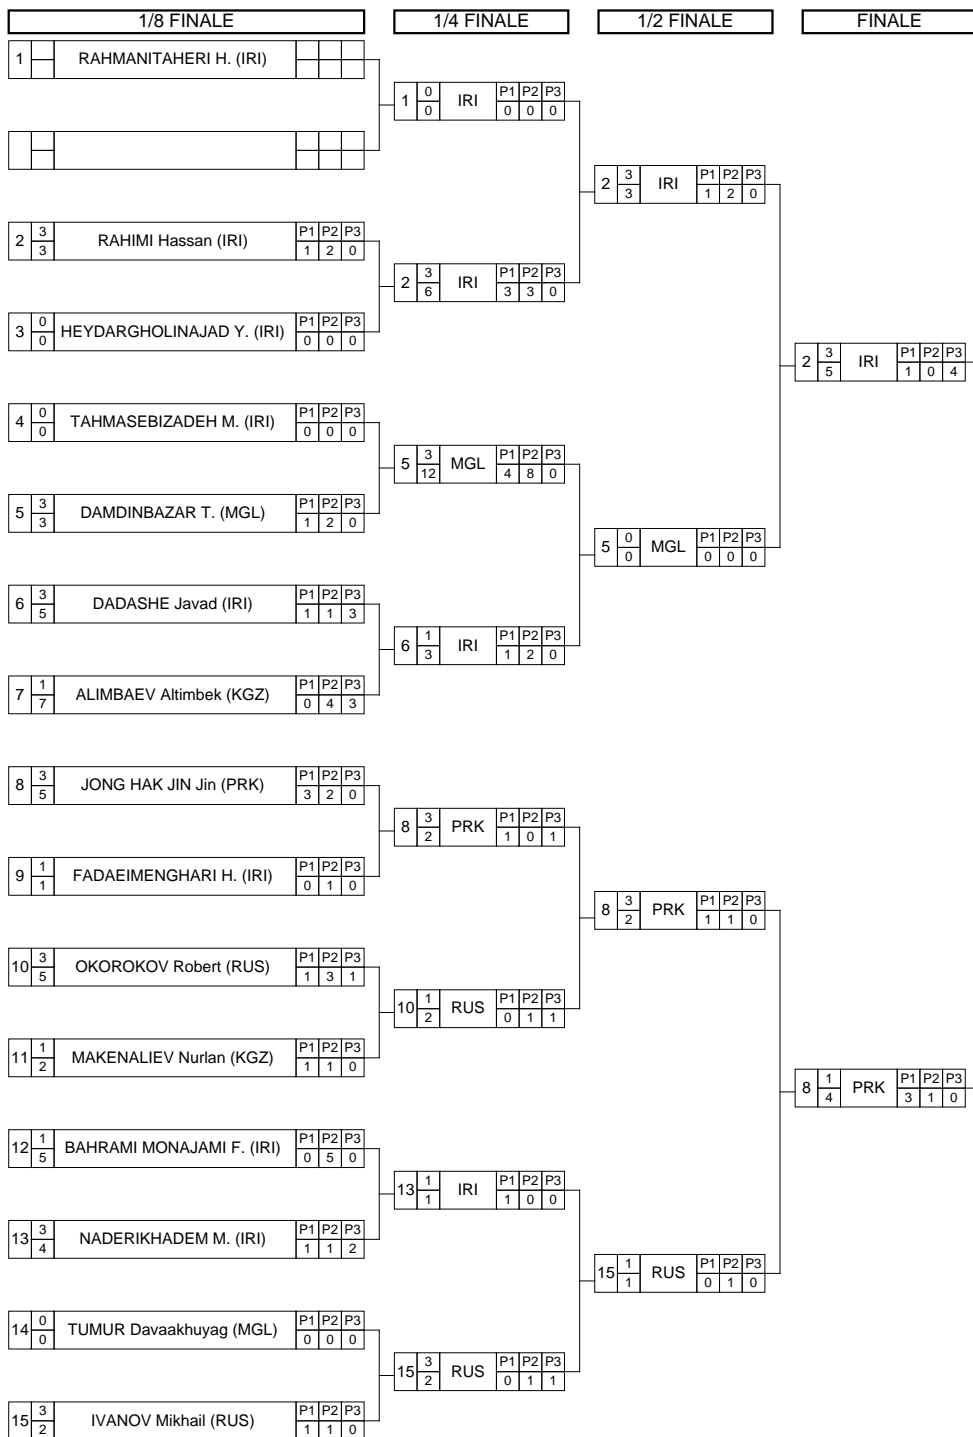 1/8 FINALE 1/4 FINALE 1/2 FINALE FINALE
1 RAHMANITAHERI H. (IRI)
1 0 0 IRI P1 P2 P3 0 0 0
2 3 3 IRI P1 P2 P3 1 2 0
2 3 3 RAHIMI Hassan (IRI) P1 P2 P3 1 2 0
2 3 6 IRI P1 P2 P3 3 3 0
3 0 0 HEYDARGHOLINAJAD Y. (IRI) P1 P2 P3 0 0 0
2 3 5 IRI P1 P2 P3 1 0 4
4 0 0 TAHMASEBIZADEH M. (IRI) P1 P2 P3 0 0 0
5 3 12 MGL P1 P2 P3 4 8 0
5 3 3 DAMDINBAZAR T. (MGL) P1 P2 P3 1 2 0
5 0 0 MGL P1 P2 P3 0 0 0
6 3 5 DADASHE Javad (IRI) P1 P2 P3 1 1 3
6 1 3 IRI P1 P2 P3 1 2 0
7 1 7 ALIMBAEV Altimbek (KGZ) P1 P2 P3 0 4 3
8 3 5 JONG HAK JIN Jin (PRK) P1 P2 P3 3 2 0
8 3 2 PRK P1 P2 P3 1 0 1
9 1 1 FADAEIMENGHARI H. (IRI) P1 P2 P3 0 1 0
8 3 2 PRK P1 P2 P3 1 1 0
10 3 5 OKOROKOV Robert (RUS) P1 P2 P3 1 3 1
10 1 2 RUS P1 P2 P3 0 1 1
11 1 2 MAKENALIEV Nurlan (KGZ) P1 P2 P3 1 1 0
8 1 4 PRK P1 P2 P3 3 1 0
12 1 5 BAHRAMI MONAJAMI F. (IRI) P1 P2 P3 0 5 0
13 1 1 IRI P1 P2 P3 1 0 0
13 3 4 NADERIKHADEM M. (IRI) P1 P2 P3 1 1 2
15 1 1 RUS P1 P2 P3 0 1 0
14 0 0 TUMUR Davaakhuyag (MGL) P1 P2 P3 0 0 0
15 3 2 RUS P1 P2 P3 0 1 1
15 3 2 IVANOV Mikhail (RUS) P1 P2 P3 1 1 0